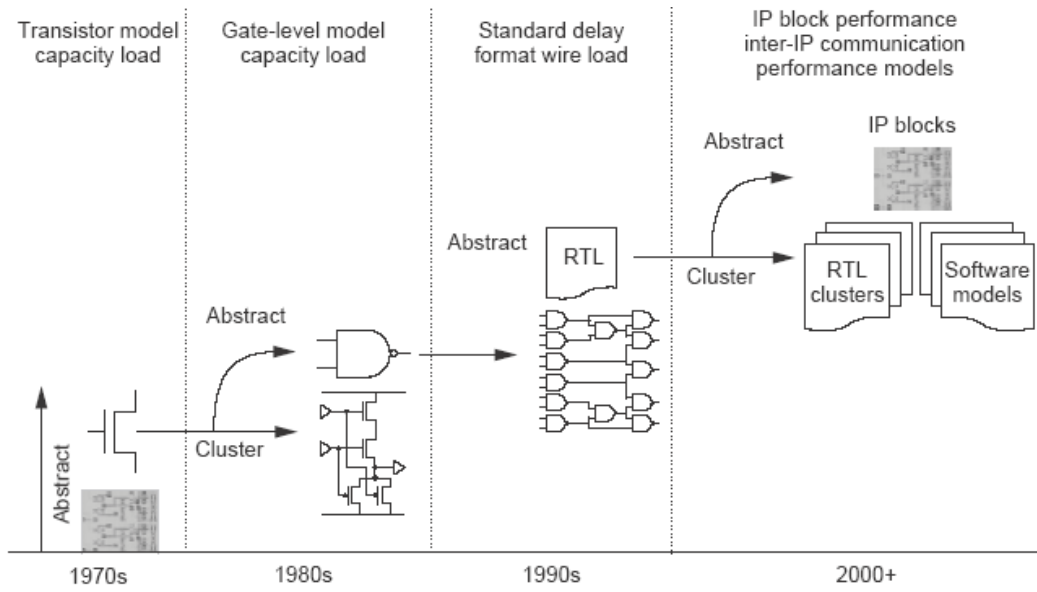 Transistor model
capacity load
Gate-level model
capacity load
Standard delay
format wire load
IP block performance
inter-IP communication
performance models
Abstract
IP blocks
Abstract
RTL
Cluster
RTL
clusters
Software
models
Abstract
Cluster
Abstract
1970s
1980s
1990s
2000+